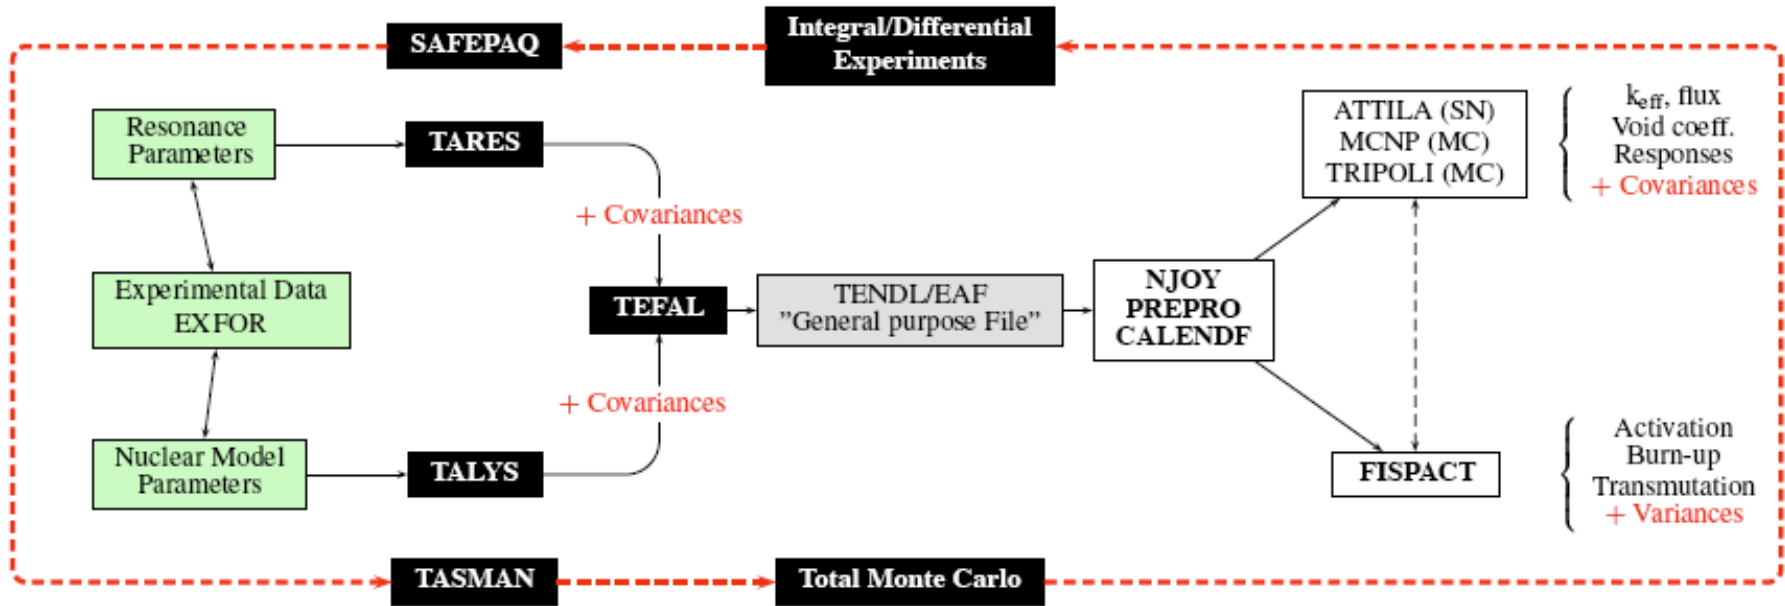 SAFEPAQ
Integral/Differential
Experiments
Resonance
Parameters
TARES
+ Covariances
Experimental Data
EXFOR
TEFAL
TENDL/EAF
”General purpose File”
NJOY
PREPRO
CALENDF
ATTILA (SN)
MCNP (MC)
TRIPOLI (MC)
keff, flux
Void coeff.
Responses
+ Covariances
+ Covariances
Nuclear Model
Parameters
TALYS
FISPACT
Activation
Burn-up
Transmutation
+ Variances
TASMAN
Total Monte Carlo